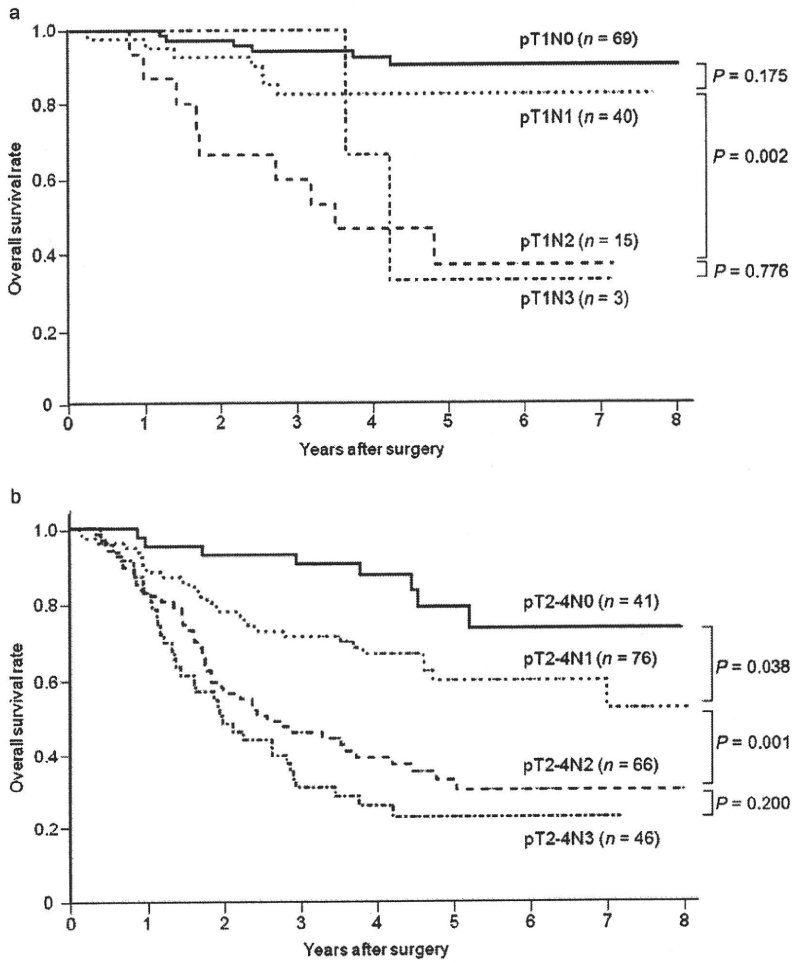 a
Overall survival rate
1.0
0.8
0.6
0.4
0.2
0
0 1 2 3 4 5 6 7 8
Years after surgery
pT1N0 (n = 69)
pT1N1 (n = 40)
pT1N2 (n = 15)
pT1N3 (n = 3)
P = 0.175
P = 0.002
P = 0.776
b
Overall survival rate
1.0
0.8
0.6
0.4
0.2
0
0 1 2 3 4 5 6 7 8
Years after surgery
pT2-4N0 (n = 41)
pT2-4N1 (n = 76)
pT2-4N2 (n = 66)
pT2-4N3 (n = 46)
P = 0.038
P = 0.001
P = 0.200